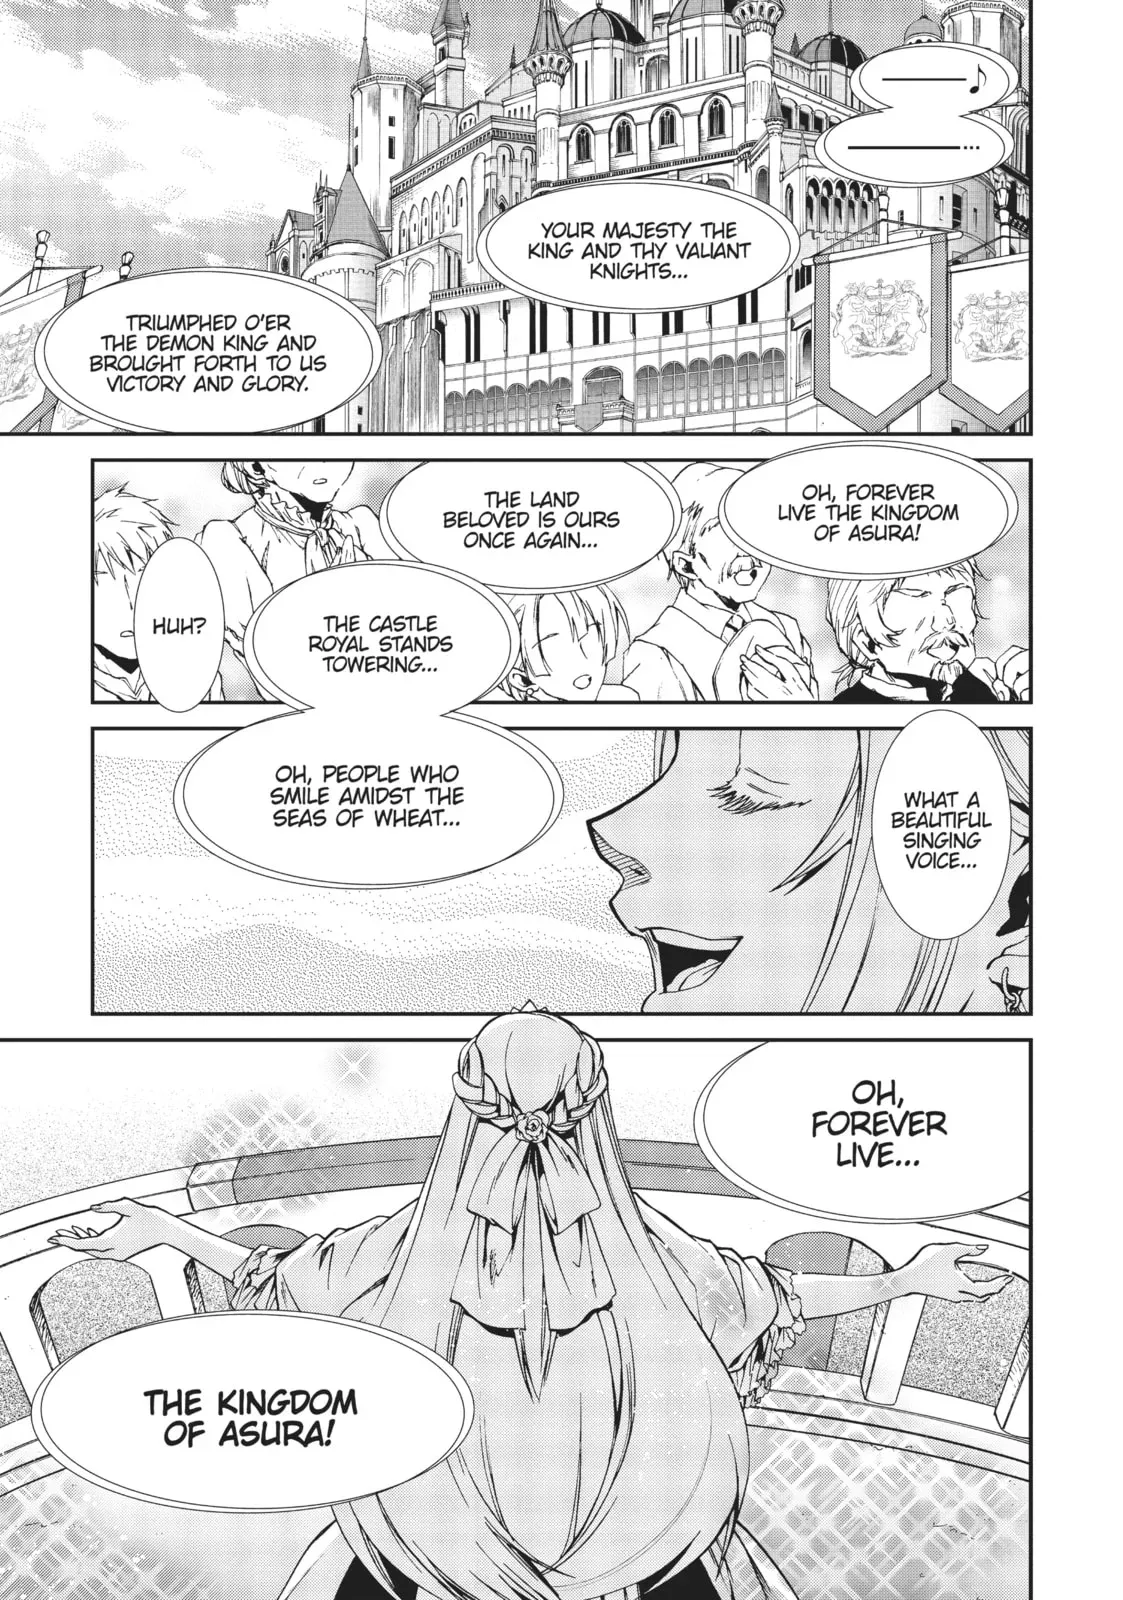 YOUR MAJESTY THE
KING AND THY VALIANT
KNIGHTS...
TRIUMPHED O'ER
THE DEMON KING AND
BROUGHT FORTH TO US
VICTORY AND GLORY.
OH, FOREVER
LIVE THE KINGDOM
OF ASURA!
THE LAND
BELOVED IS OURS
ONCE AGAIN...
THE CASTLE
ROYAL STANDS
TOWERING...
HUH?
WHAT A
BEAUTIFUL
SINGING
VOICE...
OH, PEOPLE WHO
SMILE AMIDST THE
SEAS OF WHEAT...
OH,
FOREVER
LIVE...
THE KINGDOM
OF ASURA!